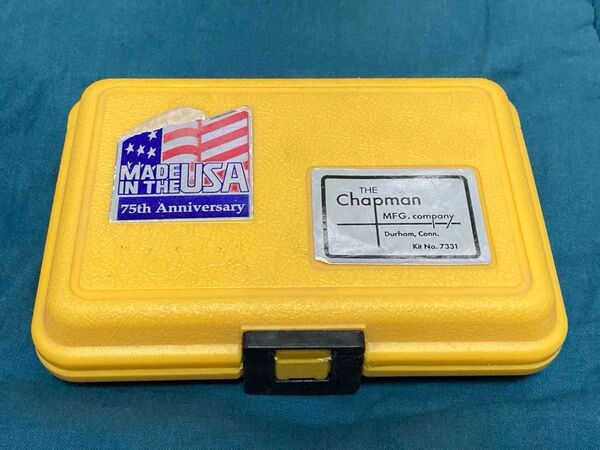 MADE
IN THE USA
75th Anniversary
THE
Chapman
MFG. company
Durham, Conn.
Kit No. 7331